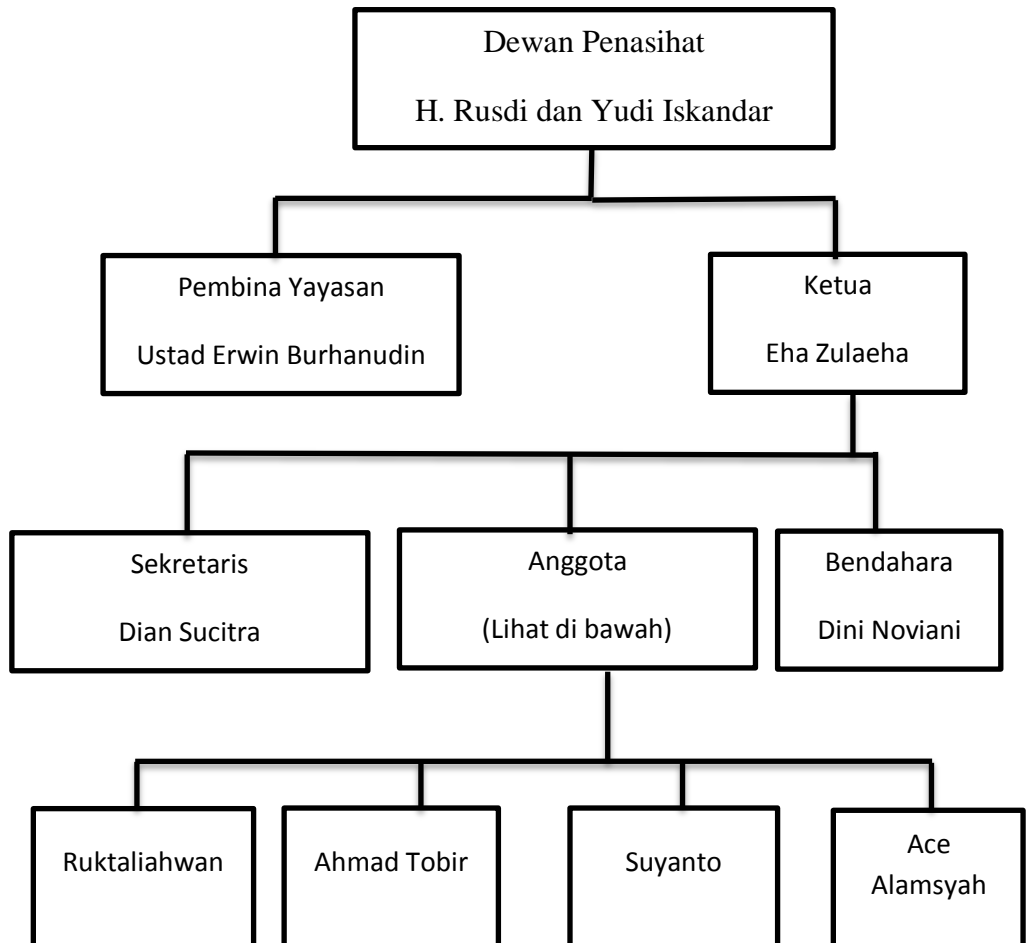 Dewan Penasihat
H. Rusdi dan Yudi Iskandar
Pembina Yayasan
Ustad Erwin Burhanudin
Ketua
Eha Zulaeha
Sekretaris
Dian Sucitra
Anggota
(Lihat di bawah)
Bendahara
Dini Noviani
Ruktaliahwan
Ahmad Tobir
Suyanto
Ace
Alamsyah